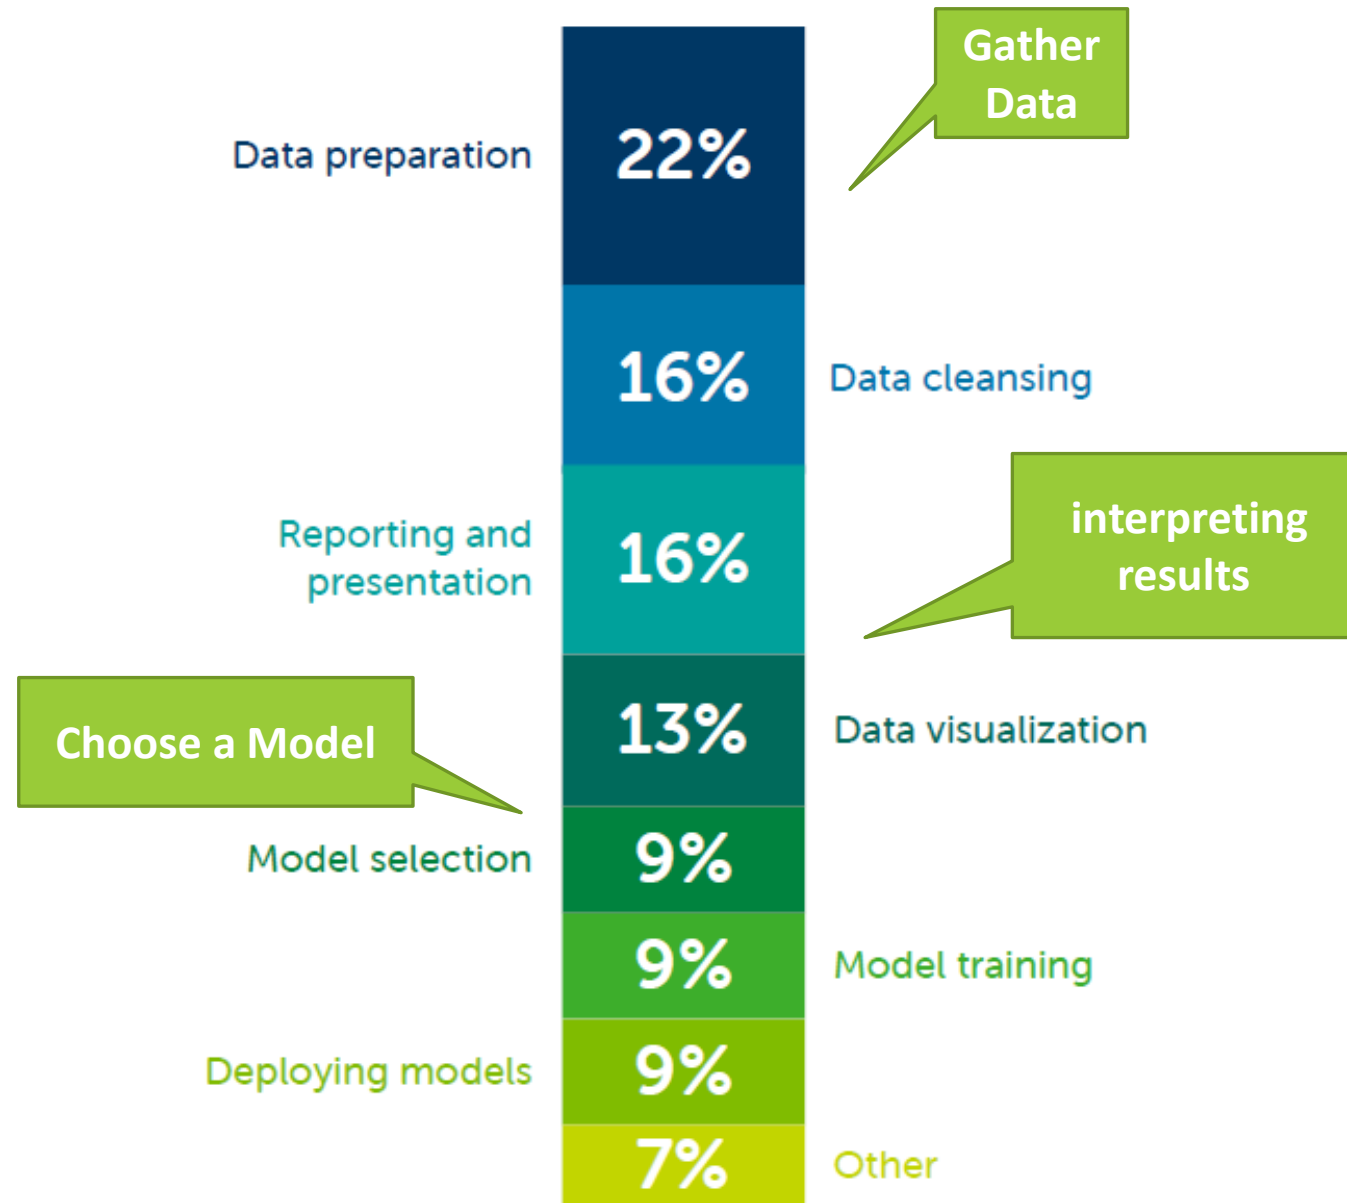 Gather
Data
Data preparation
22%
16%
Data cleansing
Reporting and
presentation
16%
interpreting
results
Choose a Model
13%
Data visualization
Model selection
9%
9%
Model training
Deploying models
9%
7%
Other